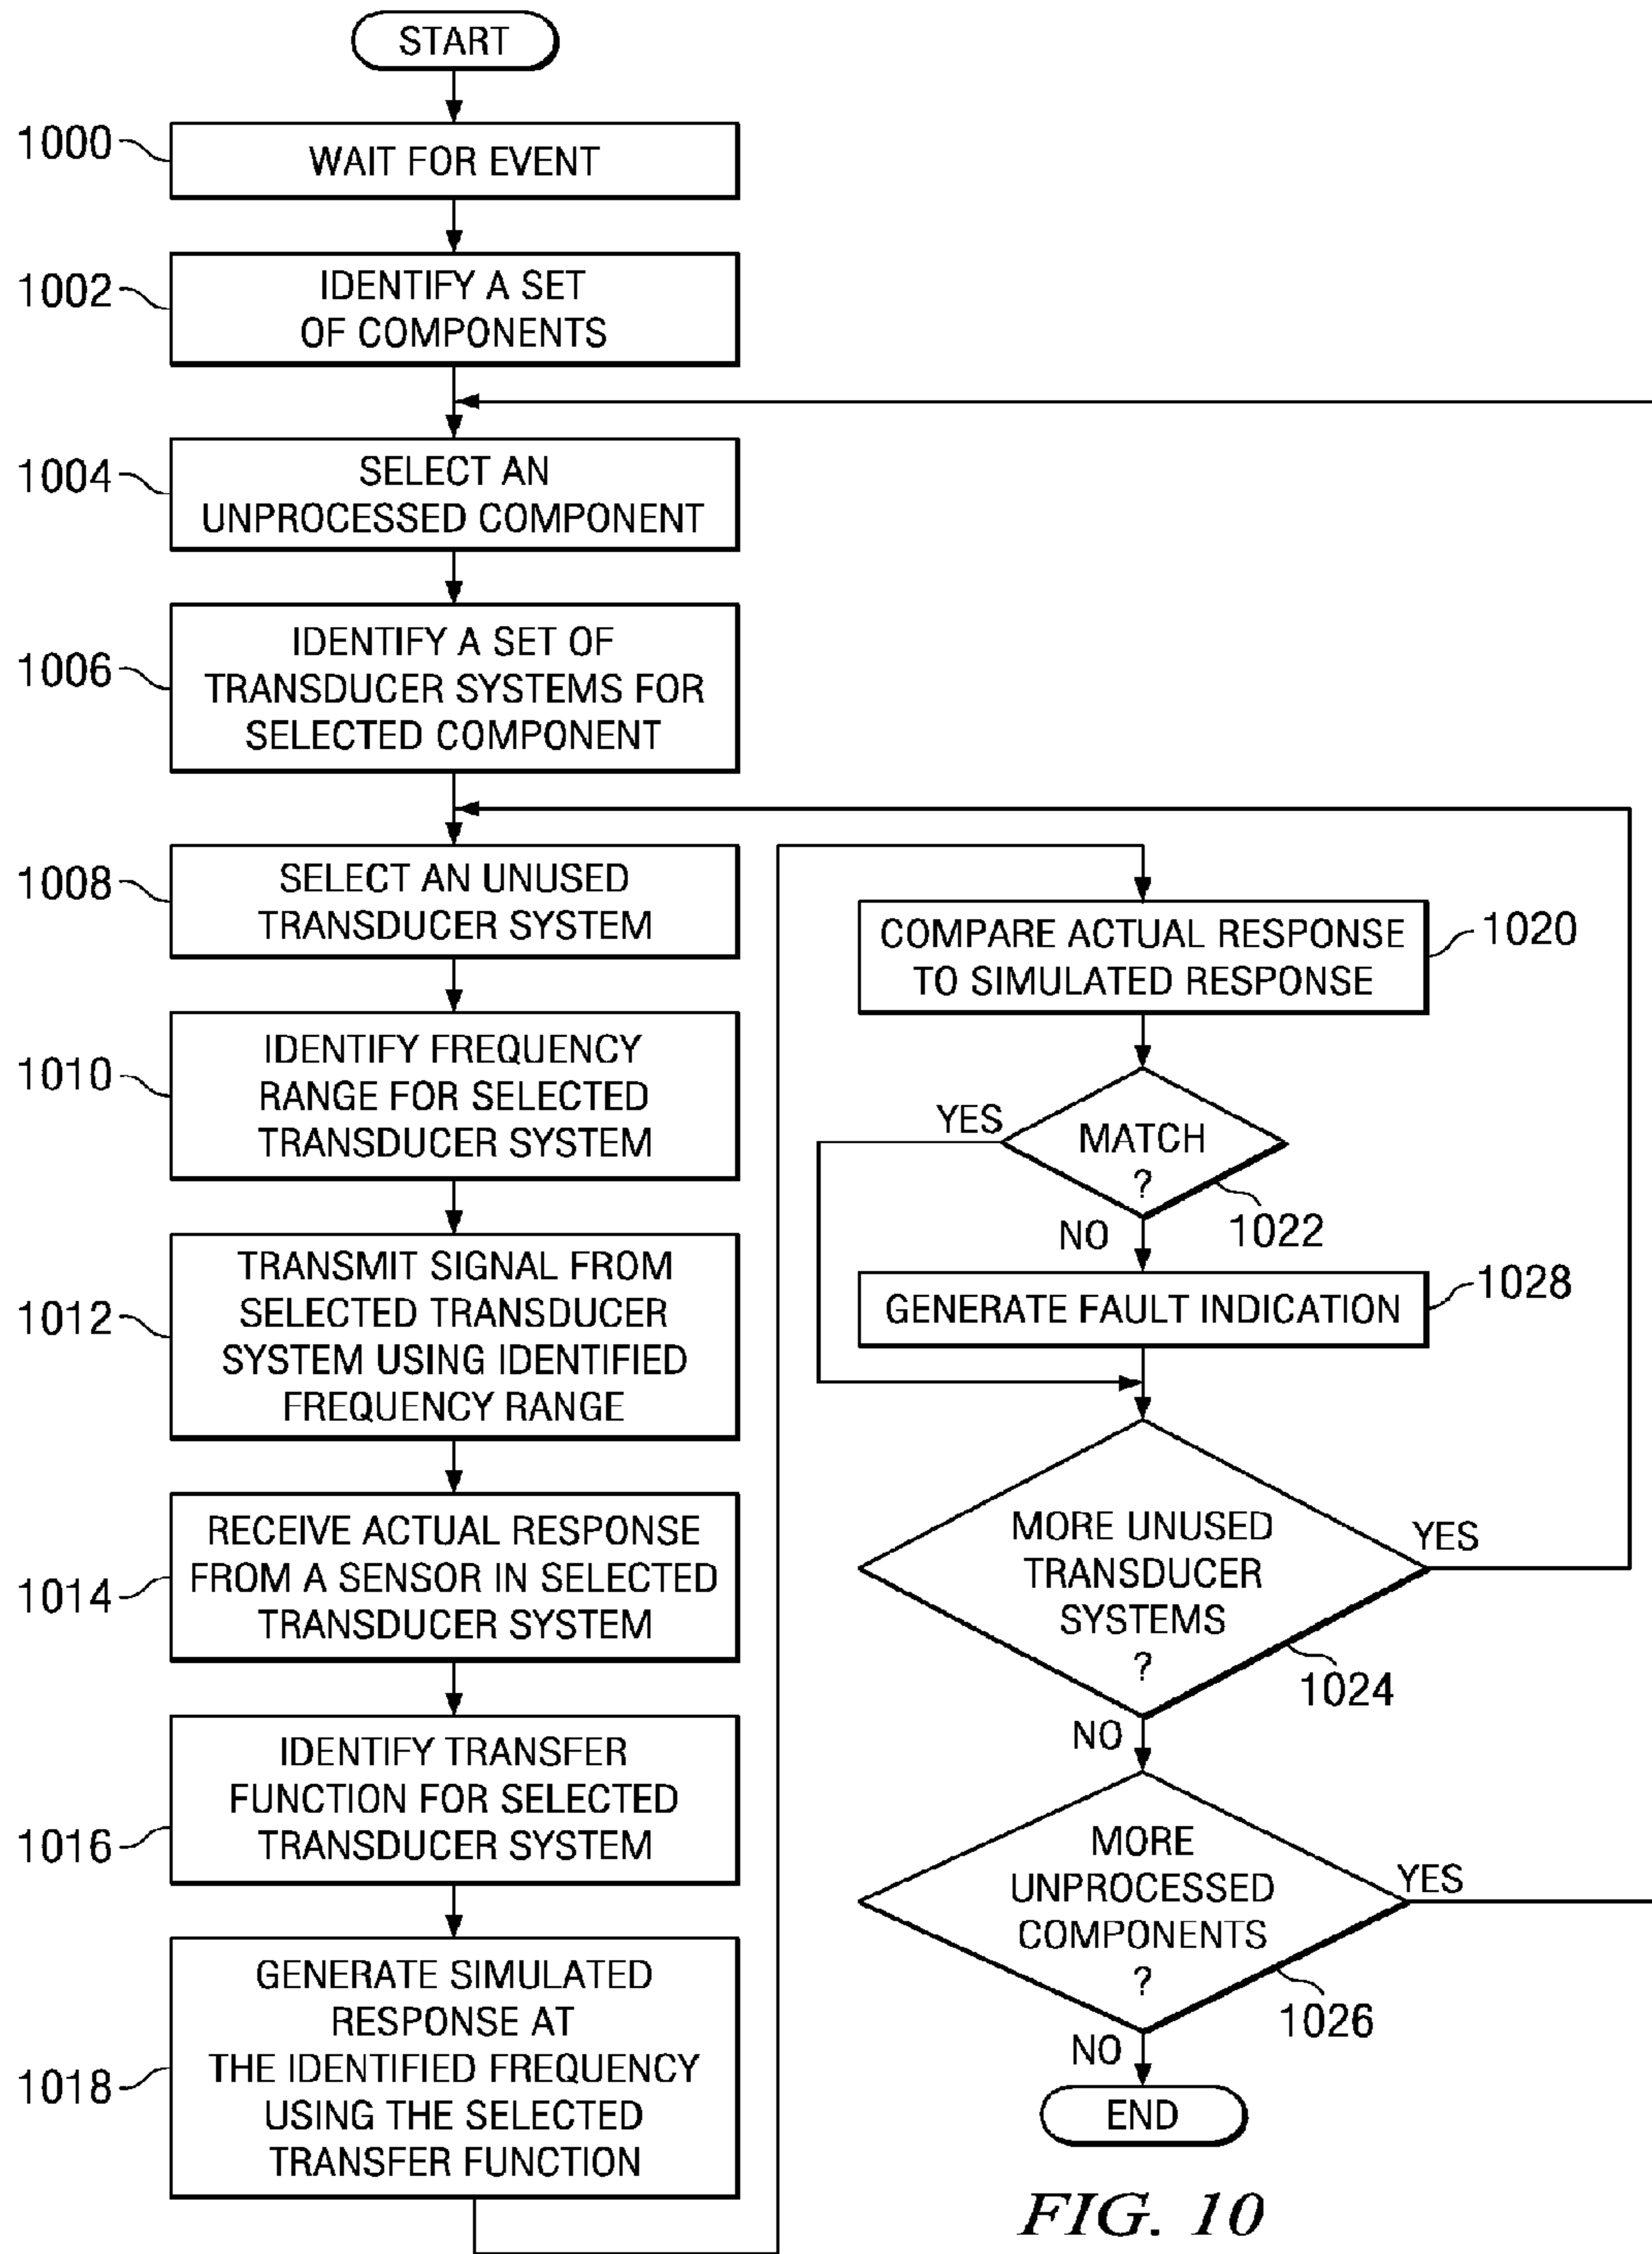 START
1000
WAIT FOR EVENT
1002
IDENTIFY A SET
OF COMPONENTS
1004
SELECT AN
UNPROCESSED COMPONENT
1006
IDENTIFY A SET OF
TRANSDUCER SYSTEMS FOR
SELECTED COMPONENT
1008
SELECT AN UNUSED
TRANSDUCER SYSTEM
1010
IDENTIFY FREQUENCY
RANGE FOR SELECTED
TRANSDUCER SYSTEM
1012
TRANSMIT SIGNAL FROM
SELECTED TRANSDUCER
SYSTEM USING IDENTIFIED
FREQUENCY RANGE
1014
RECEIVE ACTUAL RESPONSE
FROM A SENSOR IN SELECTED
TRANSDUCER SYSTEM
1016
IDENTIFY TRANSFER
FUNCTION FOR SELECTED
TRANSDUCER SYSTEM
1018
GENERATE SIMULATED
RESPONSE AT
THE IDENTIFIED FREQUENCY
USING THE SELECTED
TRANSFER FUNCTION
COMPARE ACTUAL RESPONSE
TO SIMULATED RESPONSE
1020
YES
MATCH
?
1022
NO
GENERATE FAULT INDICATION
1028
MORE UNUSED
TRANSDUCER
SYSTEMS
?
YES
1024
NO
MORE
UNPROCESSED
COMPONENTS
?
YES
1026
NO
END
FIG. 10